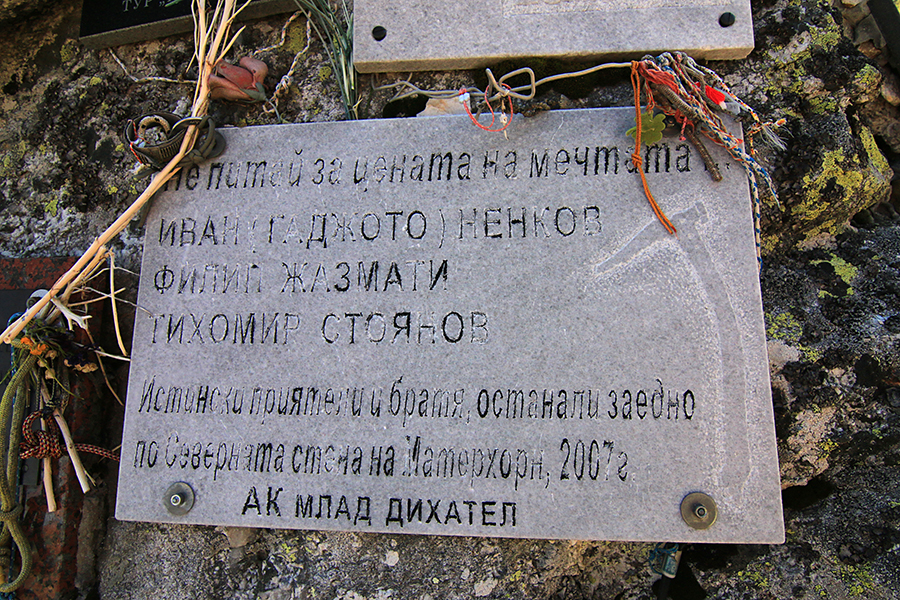 ТУР
Не питай за цената на мечтата...
ИВАН (ГАДЖОТО) НЕНКОВ
ФИЛИП ЖАЗМАТИ
ТИХОМИР СТОЯНОВ
Истински приятели и братя, останали заедно
по Северната стена на Матерхорн, 2007г.
АК МЛАД ДИХАТЕЛ